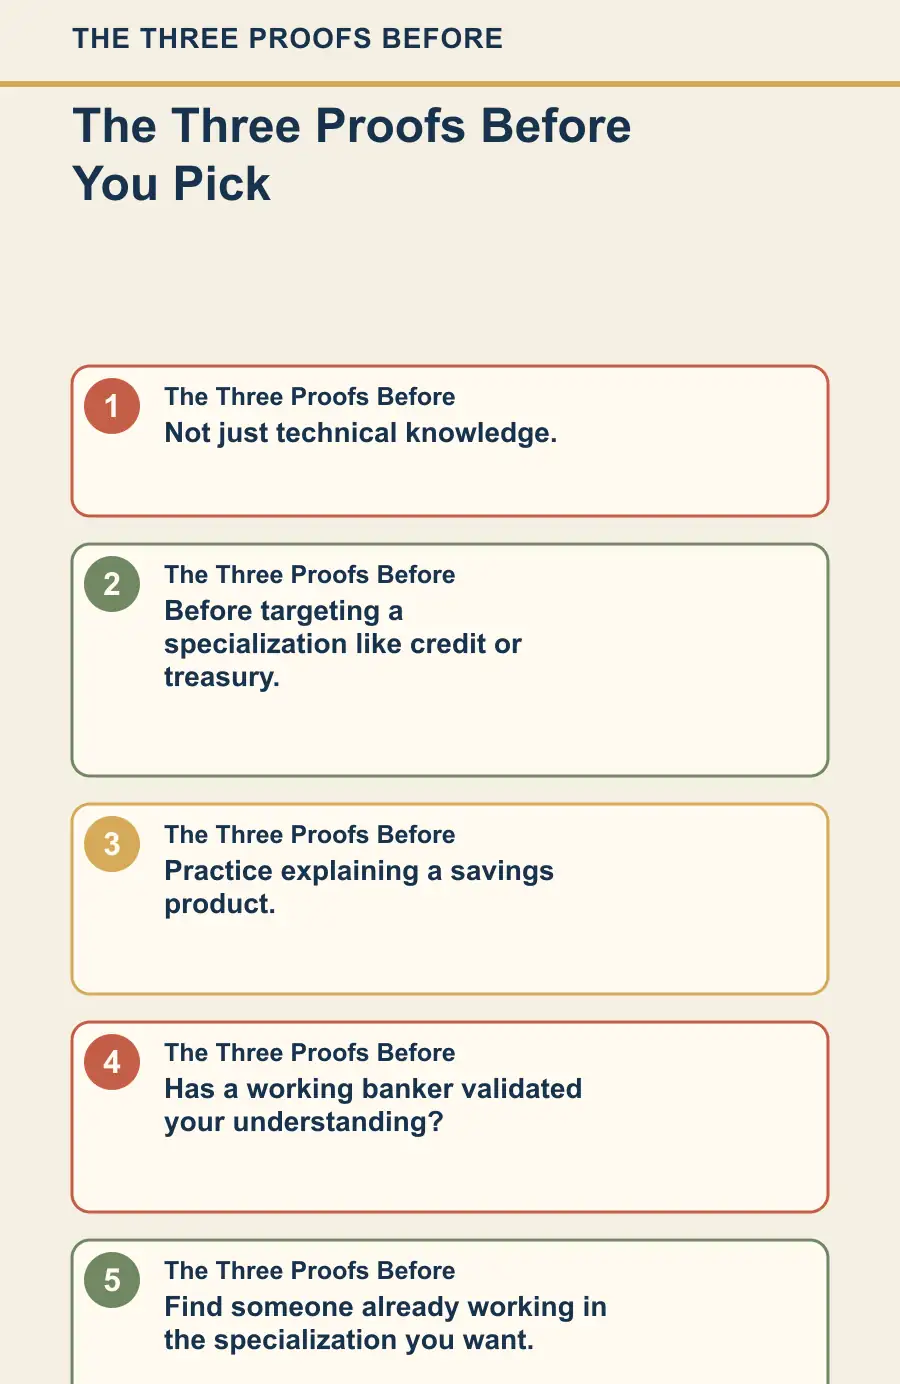 THE THREE PROOFS BEFORE
The Three Proofs Before
You Pick
1
The Three Proofs Before
Not just technical knowledge.
2
The Three Proofs Before
Before targeting a
specialization like credit or
treasury.
3
The Three Proofs Before
Practice explaining a savings
product.
4
The Three Proofs Before
Has a working banker validated
your understanding?
5
The Three Proofs Before
Find someone already working in
the specialization you want.